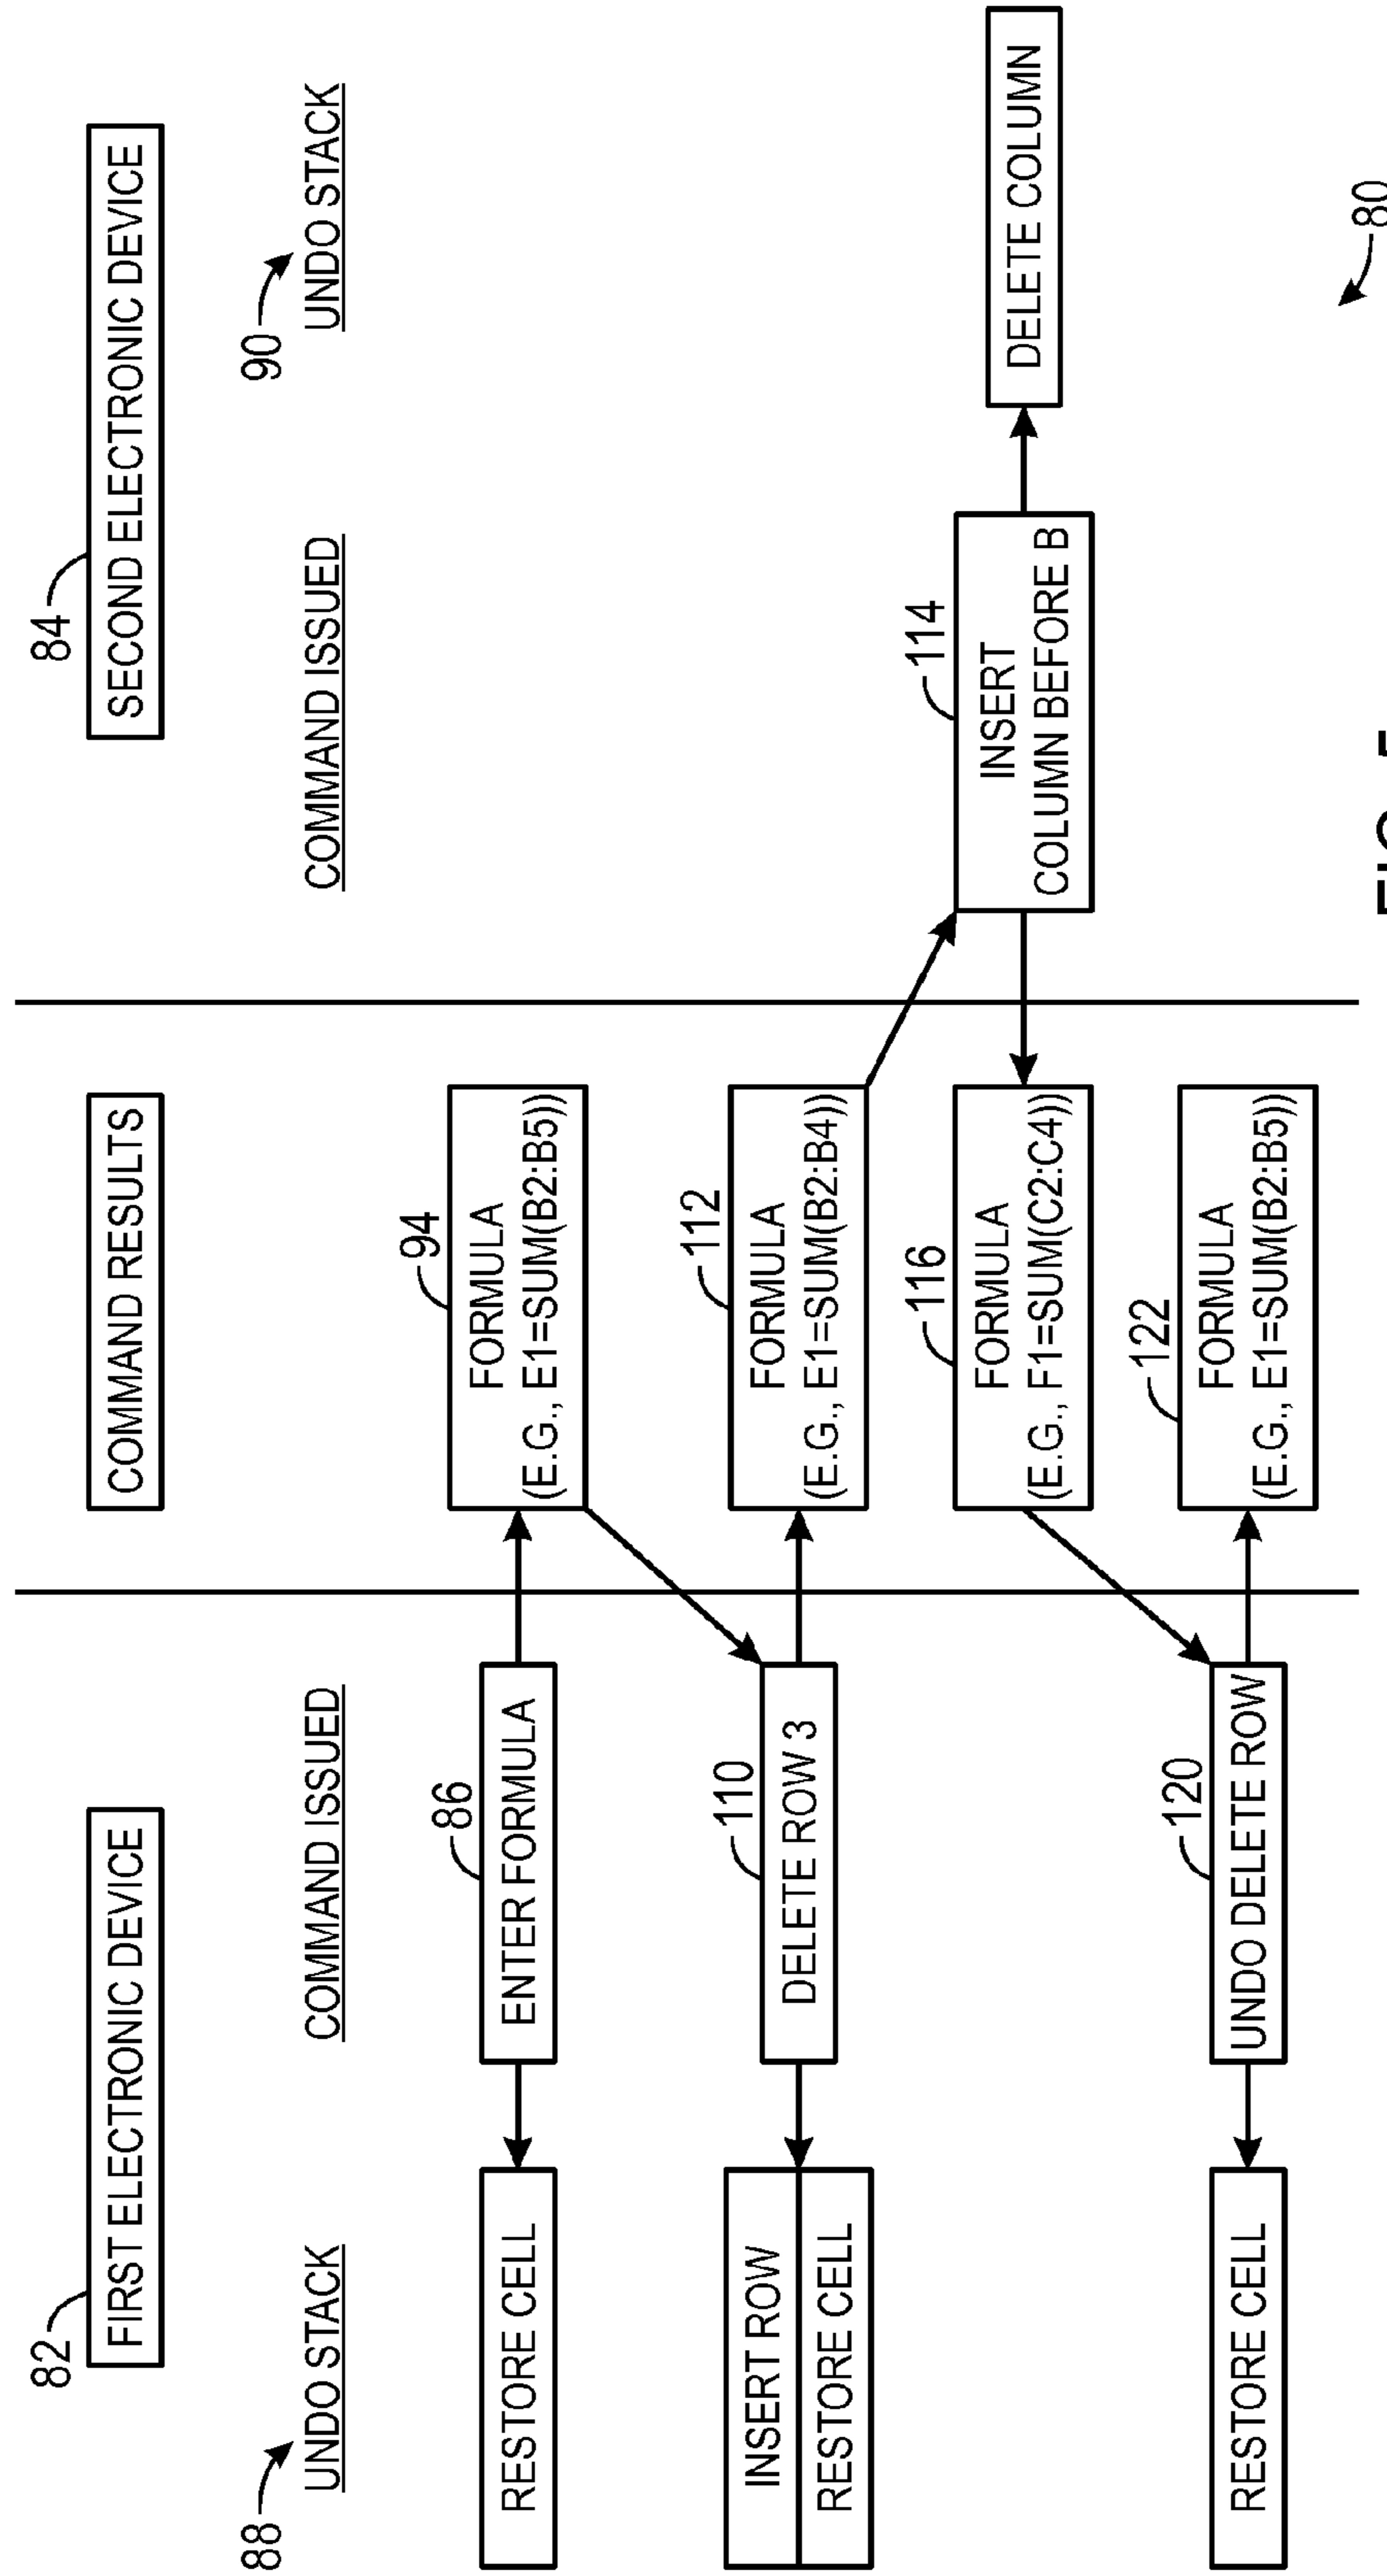 82
FIRST ELECTRONIC DEVICE
COMMAND RESULTS
84
SECOND ELECTRONIC DEVICE
88
UNDO STACK
COMMAND ISSUED
COMMAND ISSUED
90
UNDO STACK
RESTORE CELL
86
ENTER FORMULA
94
FORMULA
(E.G., E1=SUM(B2:B5))
INSERT ROW
RESTORE CELL
110
DELETE ROW 3
112
FORMULA
(E.G., E1=SUM(B2:B4))
116
FORMULA
(E.G., F1=SUM(C2:C4))
114
INSERT
COLUMN BEFORE B
DELETE COLUMN
RESTORE CELL
120
UNDO DELETE ROW
122
FORMULA
(E.G., E1=SUM(B2:B5))
80